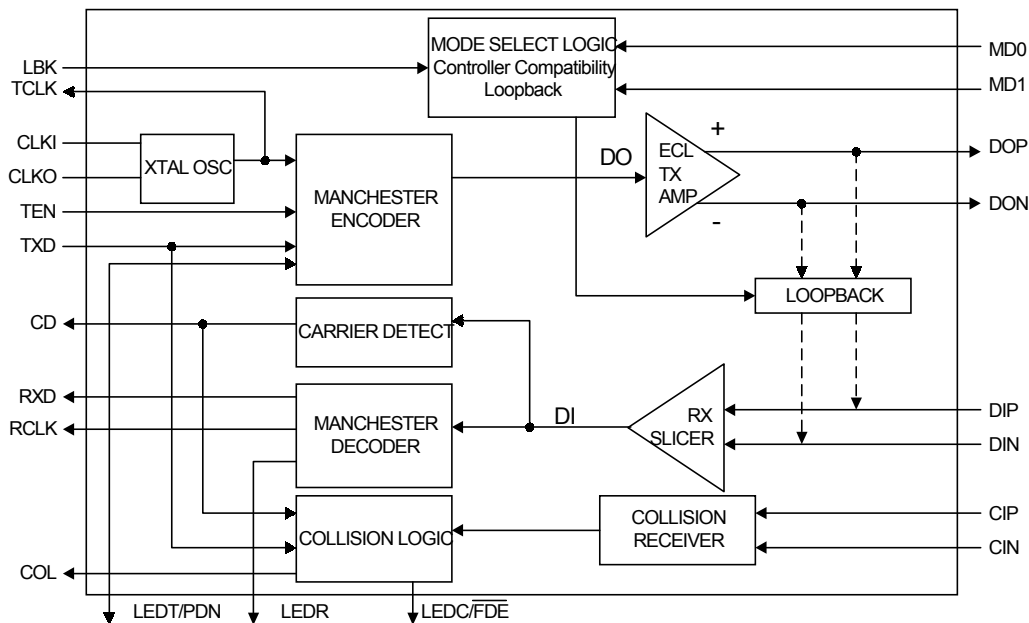 MODE SELECT LOGIC
Controller Compatibility
Loopback
MD0
MD1
LBK
TCLK
CLKI
CLKO
XTAL OSC
TEN
TXD
MANCHESTER
ENCODER
DO
ECL
TX
AMP
+
-
DOP
DON
LOOPBACK
CD
CARRIER DETECT
RXD
RCLK
MANCHESTER
DECODER
DI
RX
SLICER
DIP
DIN
COLLISION LOGIC
COLLISION
RECEIVER
CIP
CIN
COL
LEDT/PDN
LEDR
LEDC/F̅D̅E̅